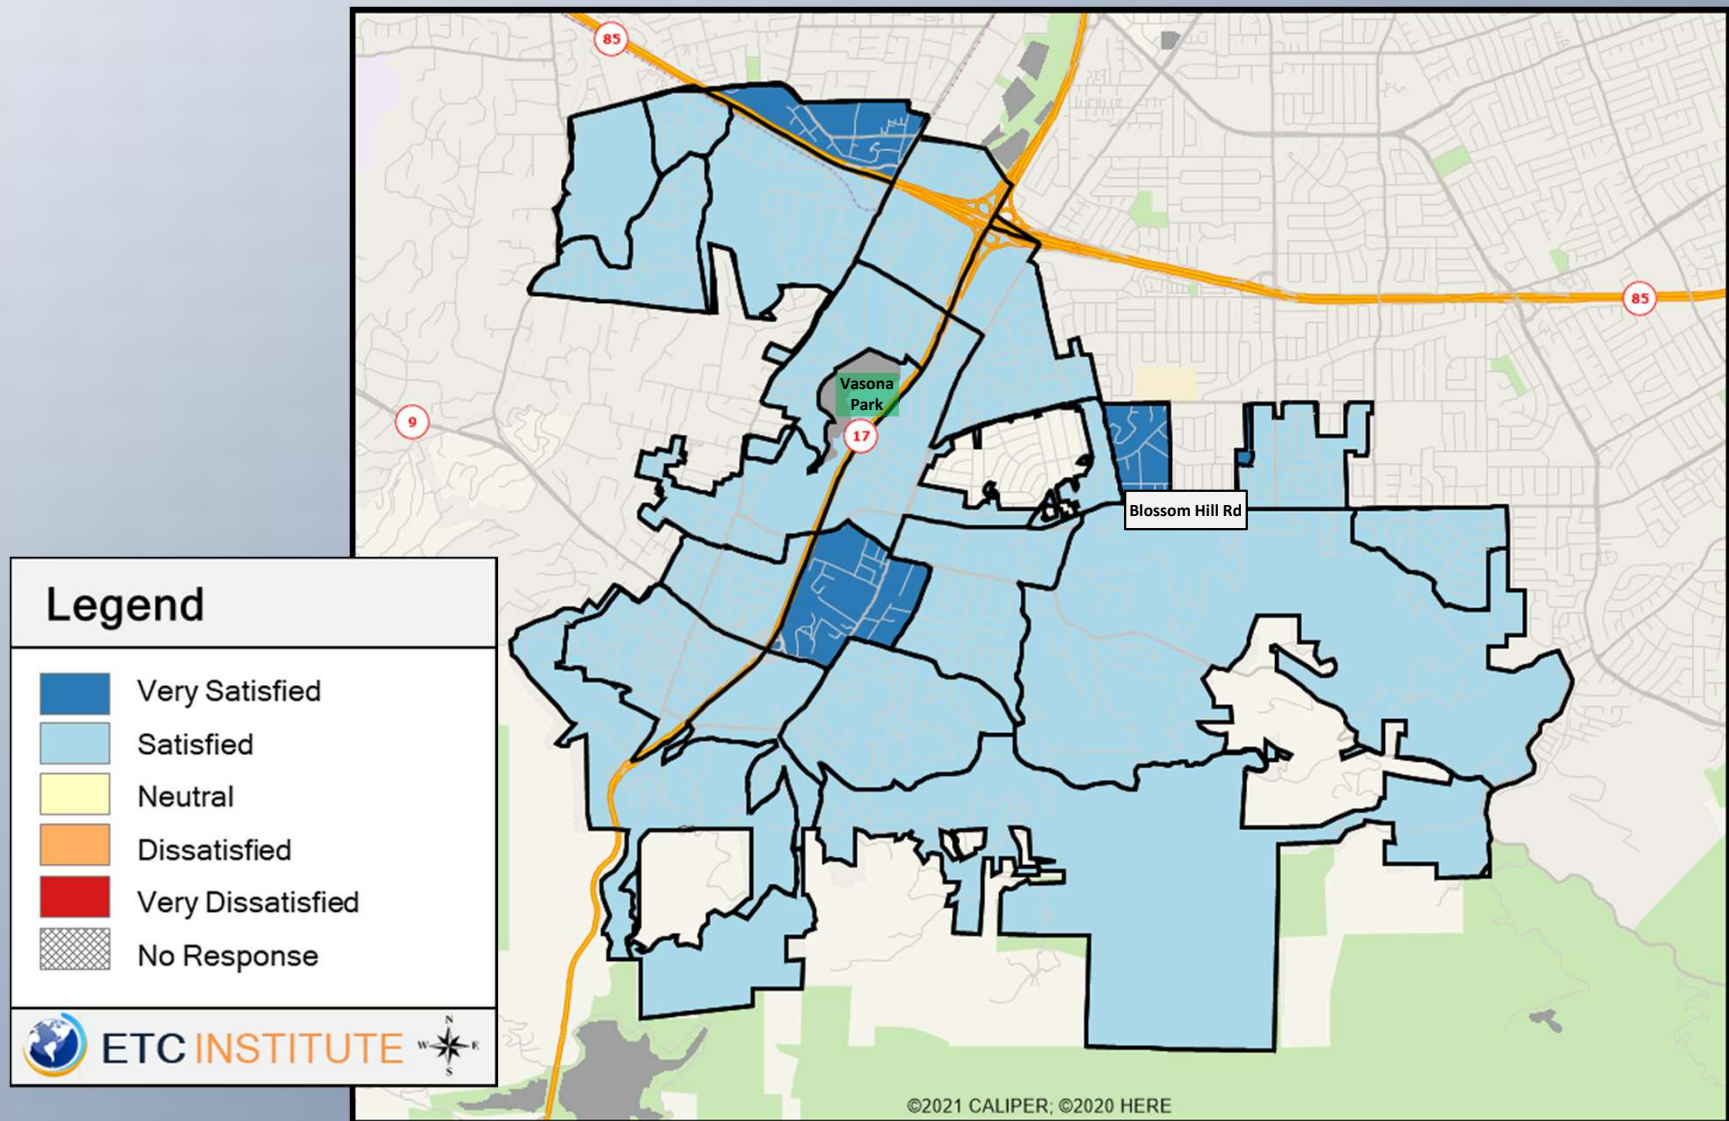 85
85
9
Vasona
Park
17
Blossom Hill Rd
Legend
Very Satisfied
Satisfied
Neutral
Dissatisfied
Very Dissatisfied
No Response
ETC INSTITUTE
N
W E
S
©2021 CALIPER; ©2020 HERE